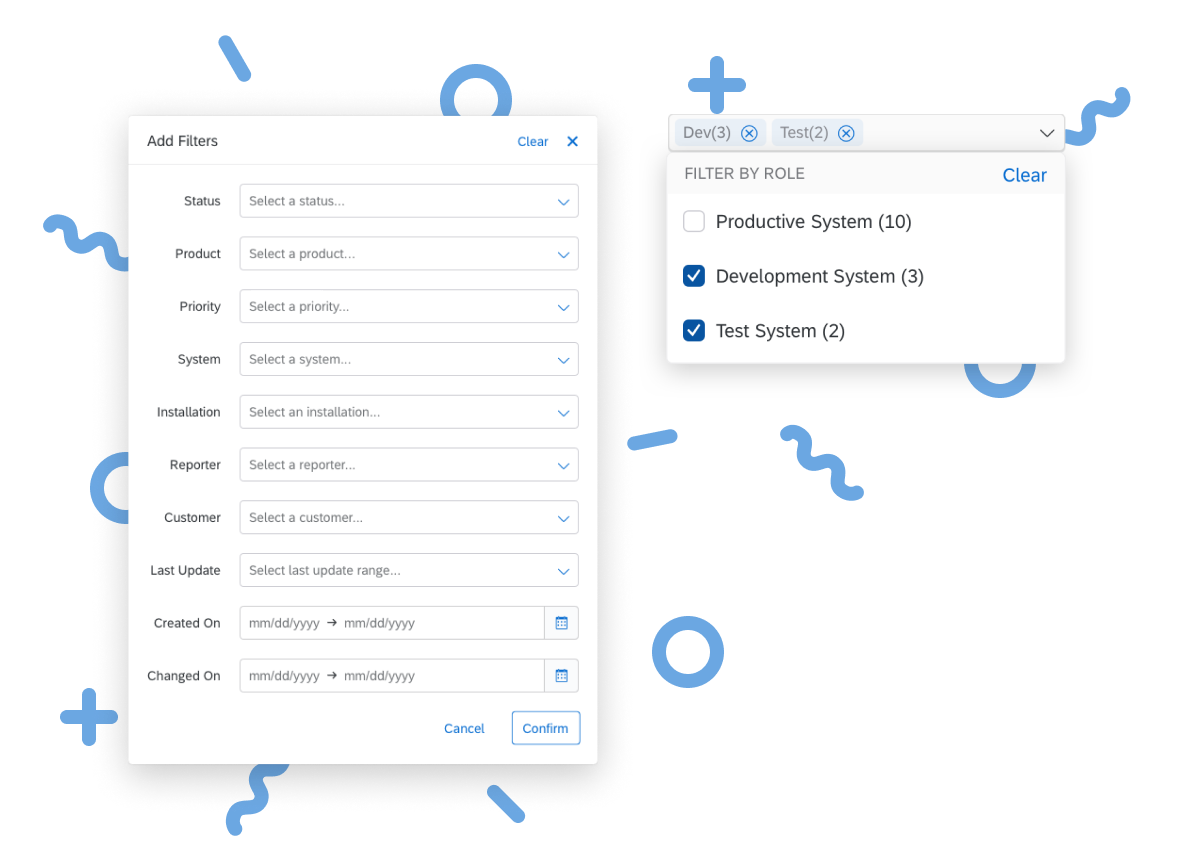 Add Filters Clear
Status Select a status...
Product Select a product...
Priority Select a priority...
System Select a system...
Installation Select an installation...
Reporter Select a reporter...
Customer Select a customer...
Last Update Select last update range...
Created On mm/dd/yyyy → mm/dd/yyyy
Changed On mm/dd/yyyy → mm/dd/yyyy
Cancel Confirm
Dev(3) Test(2)
FILTER BY ROLE Clear
Productive System (10)
Development System (3)
Test System (2)